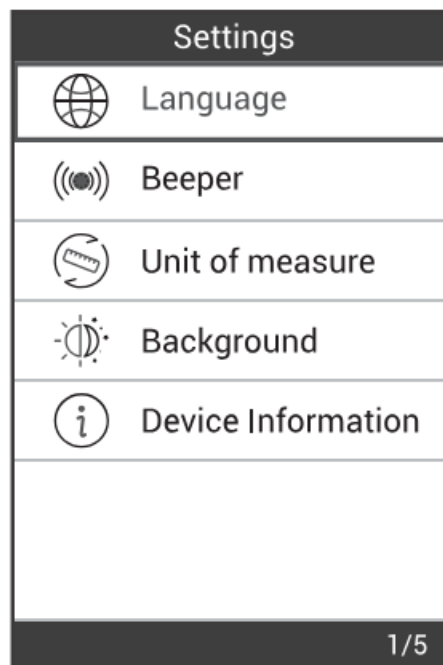 Settings
Language
Beeper
Unit of measure
Background
Device Information
1/5